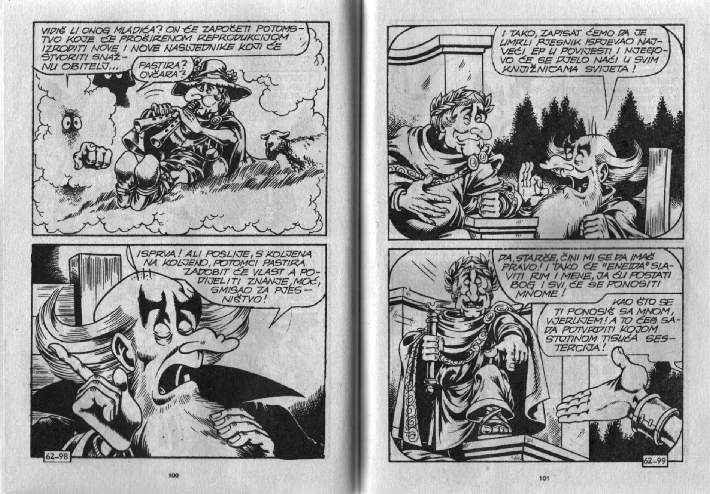 VIDIŠ LI ONOG MLADIĆA? ON ĆE ZAPOČETI POTOMS-
TVO KOJE ĆE PROŠIRENOM REPRODUKCIJOM
IZRODITI NOVE I NOVE NASLJEDNIKE KOJI ĆE
STVORITI SNAŽ-
NU OBITELJ...
PASTIRA?
OVČARA?
ISPRVA! ALI POSLIJE, S KOLJENA
NA KOLJENO, POTOMCI PASTIRA
ZADOBIT ĆE VLAST A PO-
DIJELITI ZNANJE, MOĆ,
SMISAO ZA PJES-
NIŠTVO!
62-98
100
I TAKO, ZAPISAT ĆEMO DA JE
UMRLI PJESNIK ISPJEVAO NAJ-
VEĆI EP U POVIJESTI I NJEGO-
VO ĆE SE DJELO NAĆI U SVIM
KNJIŽNICAMA SVIJETA!
DA, STARČE, ČINI MI SE DA IMAŠ
PRAVO! I TAKO ĆE "ENEIDA" SLA-
VITI RIM I MENE, JA ĆU POSTATI
BOG I SVI ĆE SE PONOSITI
MNOME!
KAO ŠTO SE
TI PONOSIŠ SA MNOM,
VJERUJEM! A TO ĆEŠ SA-
DA POTVRDITI KOJOM
STOTINOM TISUĆA SES-
TERCIJA!
62-99
101